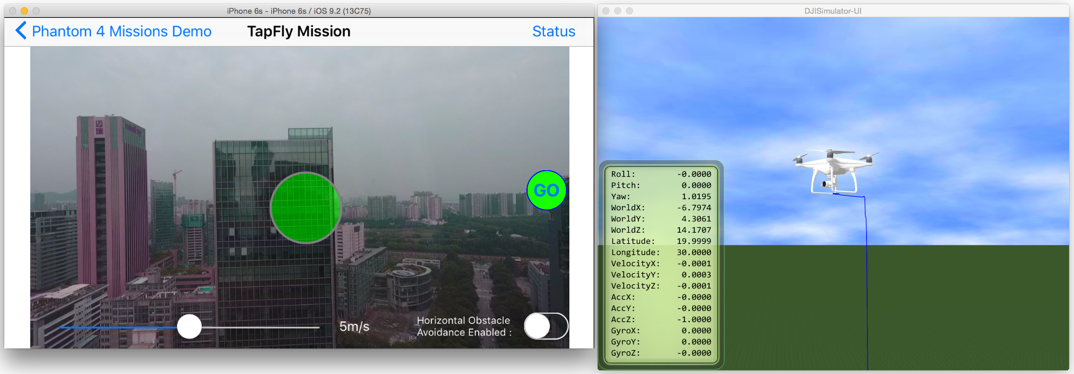 iPhone 6s - iPhone 6s / iOS 9.2 (13C75)
Phantom 4 Missions Demo
TapFly Mission
Status
GO
5m/s
Horizontal Obstacle
Avoidance Enabled :
DJISimulator-UI
Roll: -0.0000
Pitch: 0.0000
Yaw: 1.0195
WorldX: -6.7974
WorldY: 4.3061
WorldZ: 14.1707
Latitude: 19.9999
Longitude: 30.0000
VelocityX: -0.0001
VelocityY: 0.0003
VelocityZ: -0.0001
AccX: -0.0000
AccY: -0.0000
AccZ: -1.0000
GyroX: 0.0000
GyroY: 0.0000
GyroZ: -0.0000